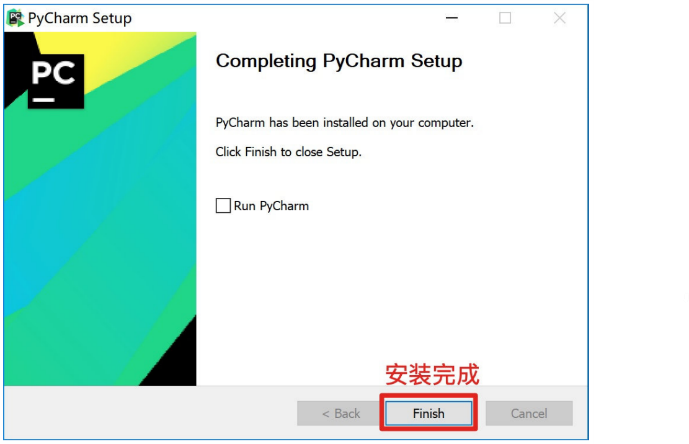 PyCharm Setup
PC
Completing PyCharm Setup
PyCharm has been installed on your computer.
Click Finish to close Setup.
Run PyCharm
安装完成
< Back
Finish
Cancel